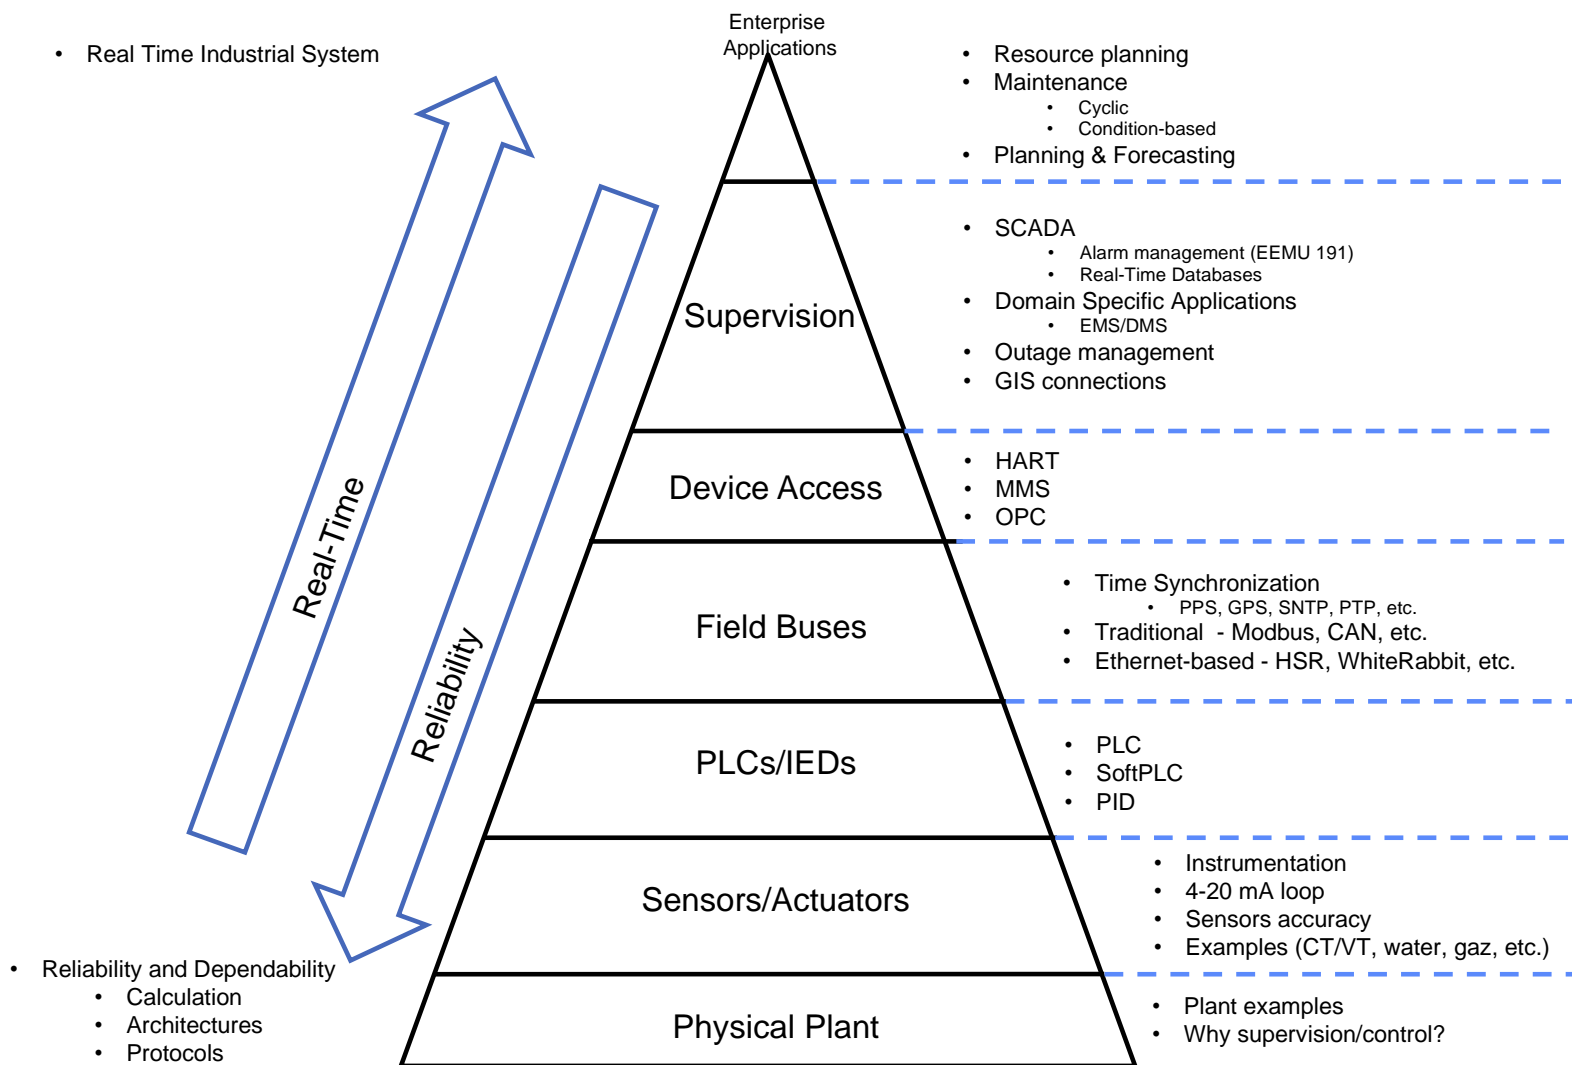 Enterprise
Applications
• Real Time Industrial System
• Resource planning
• Maintenance
• Cyclic
• Condition-based
• Planning & Forecasting
Supervision
• SCADA
• Alarm management (EEMU 191)
• Real-Time Databases
• Domain Specific Applications
• EMS/DMS
• Outage management
• GIS connections
Device Access
• HART
• MMS
• OPC
Real-Time
Reliability
Field Buses
• Time Synchronization
• PPS, GPS, SNTP, PTP, etc.
• Traditional - Modbus, CAN, etc.
• Ethernet-based - HSR, WhiteRabbit, etc.
PLCs/IEDs
• PLC
• SoftPLC
• PID
Sensors/Actuators
• Instrumentation
• 4-20 mA loop
• Sensors accuracy
• Examples (CT/VT, water, gaz, etc.)
• Reliability and Dependability
• Calculation
• Architectures
• Protocols
Physical Plant
• Plant examples
• Why supervision/control?